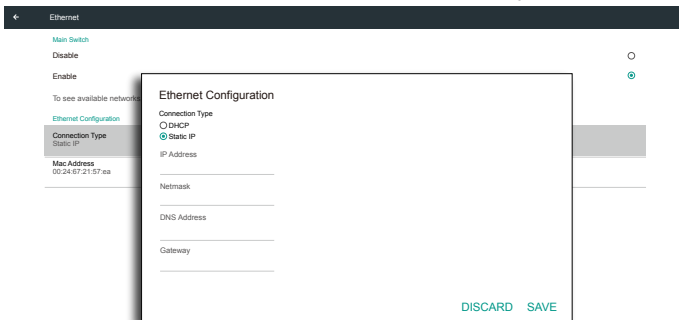 Ethernet
Main Switch
Disable
Enable
To see available networks
Ethernet Configuration
Connection Type
Static IP
Mac Address
00:24:67:21:57:ea
Ethernet Configuration
Connection Type
DHCP
Static IP
IP Address
Netmask
DNS Address
Gateway
DISCARD SAVE